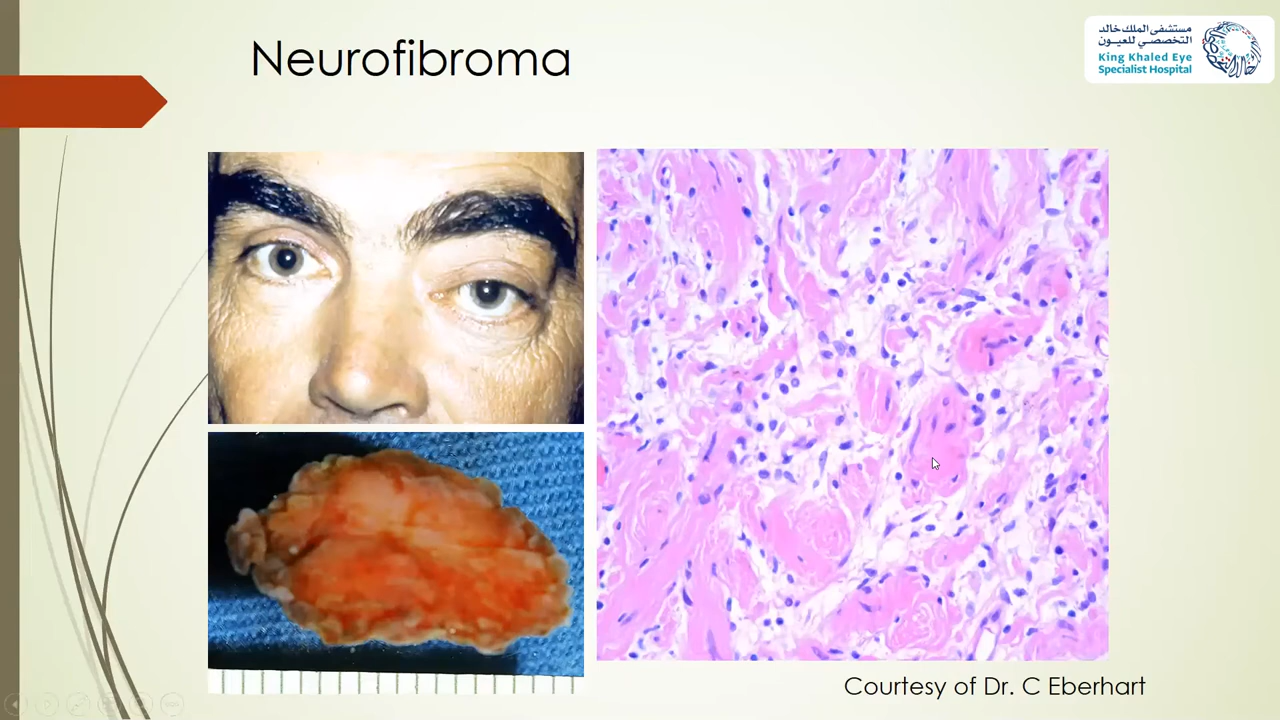 Neurofibroma
مستشفى الملك خالد
التخصصي للعيون
King Khaled Eye
Specialist Hospital
Courtesy of Dr. C Eberhart